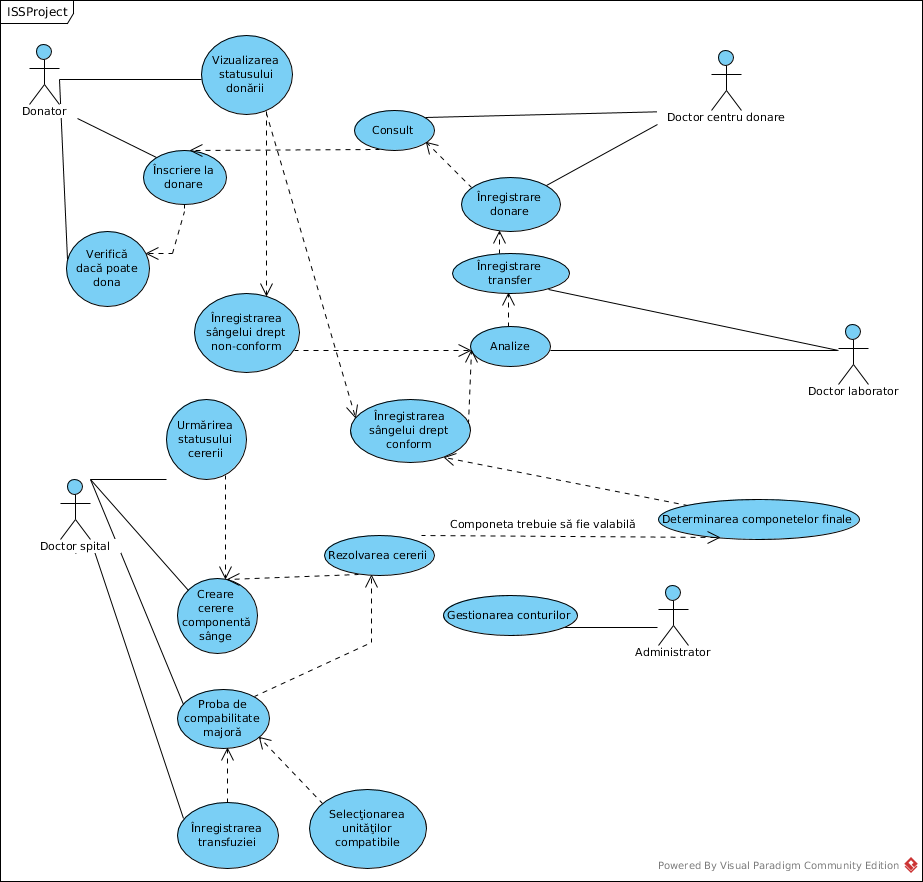 ISSProject
Donator
Vizualizarea
statusului
donării
Doctor centru donare
Consult
Înscriere la
donare
Înregistrare
donare
Verifică
dacă poate
dona
Înregistrare
transfer
Înregistrarea
sângelui drept
non-conform
Analize
Doctor laborator
Înregistrarea
sângelui drept
conform
Urmărirea
statusului
cererii
Doctor spital
Componeta trebuie să fie valabilă
Determinarea componetelor finale
Rezolvarea cererii
Creare
cerere
componentă
sânge
Gestionarea conturilor
Administrator
Proba de
compabilitate
majoră
Înregistrarea
transfuziei
Selecționarea
unităților
compatibile
Powered By Visual Paradigm Community Edition